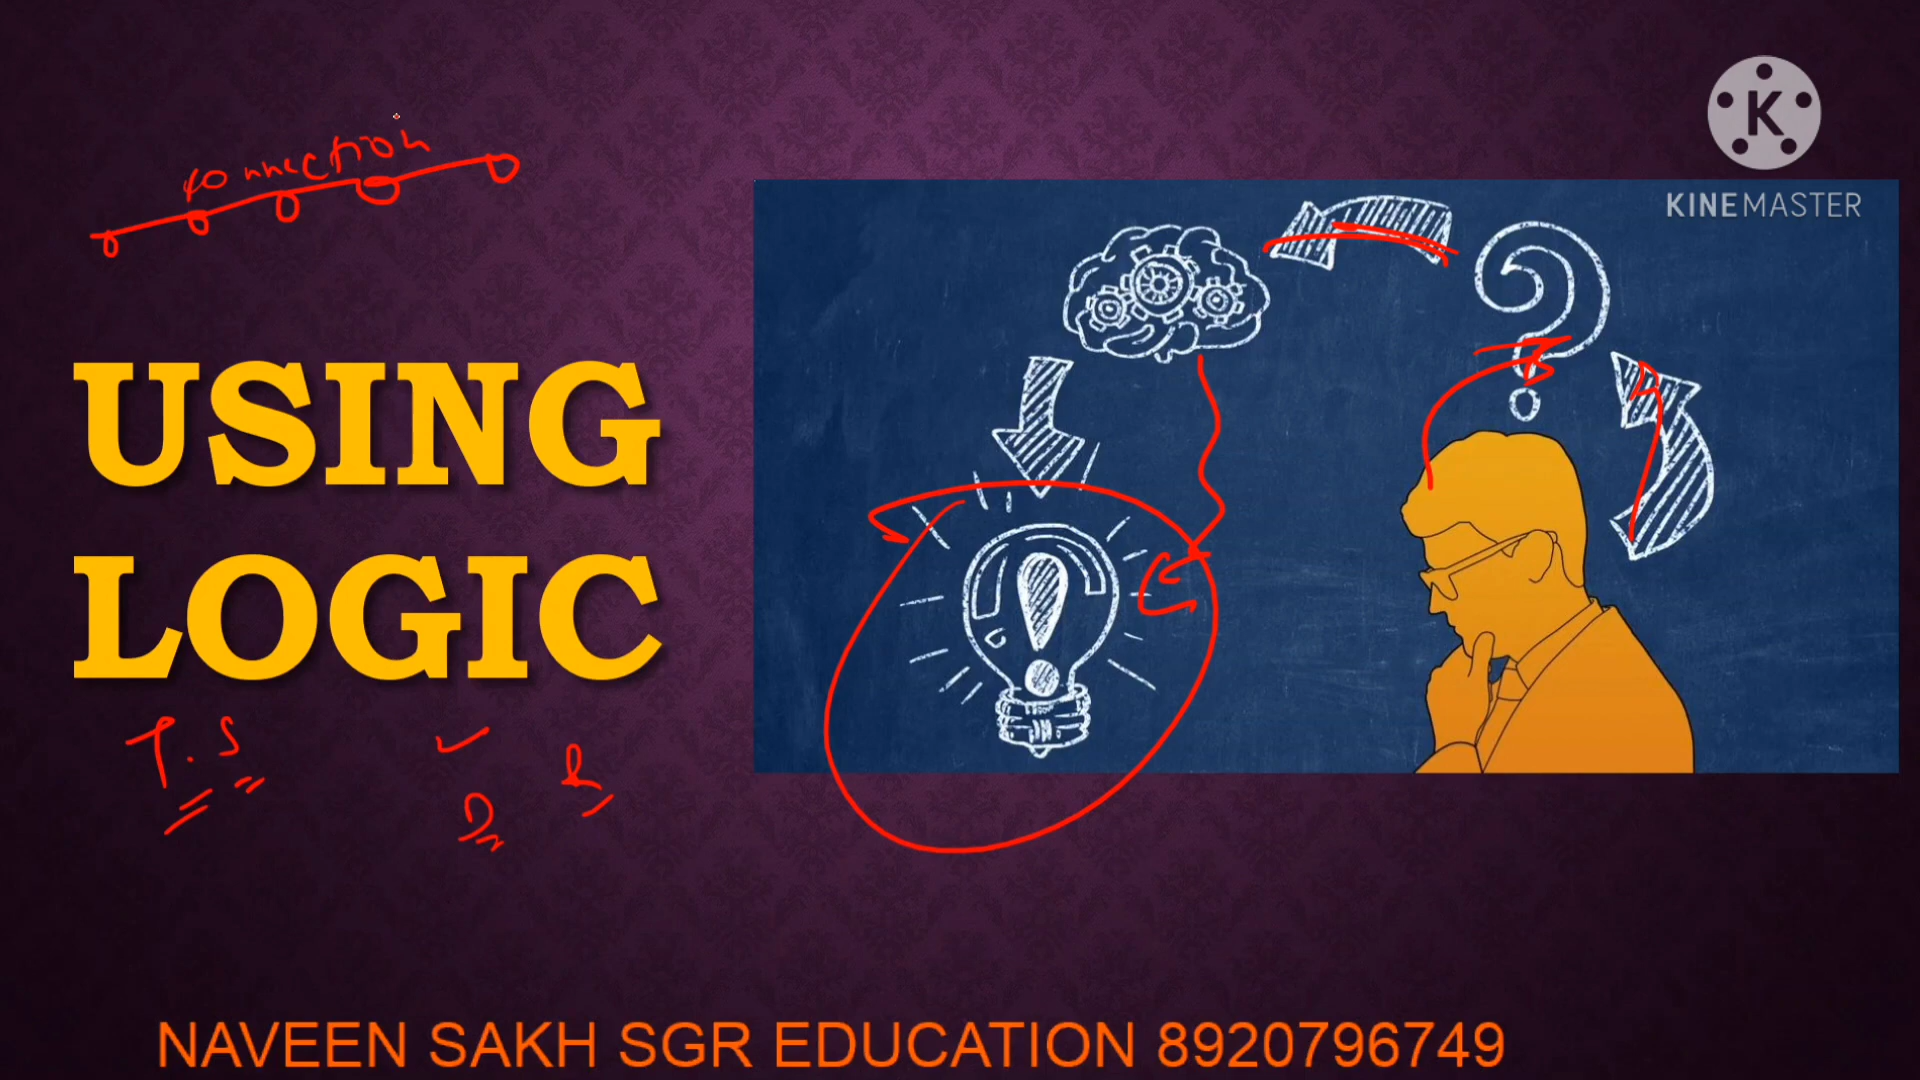 connection
K
KINEMASTER
USING
LOGIC
T.S
NAVEEN SAKH SGR EDUCATION 8920796749